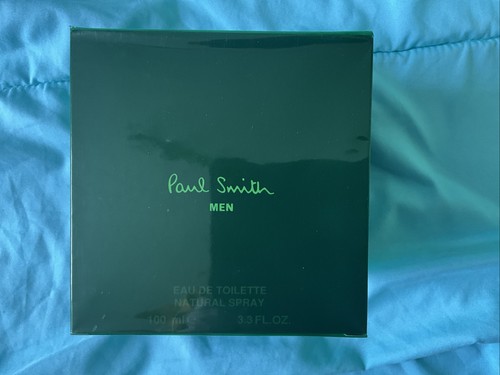 Paul Smith
MEN
EAU DE TOILETTE
NATURAL SPRAY
100 ml 3.3 FL.OZ.